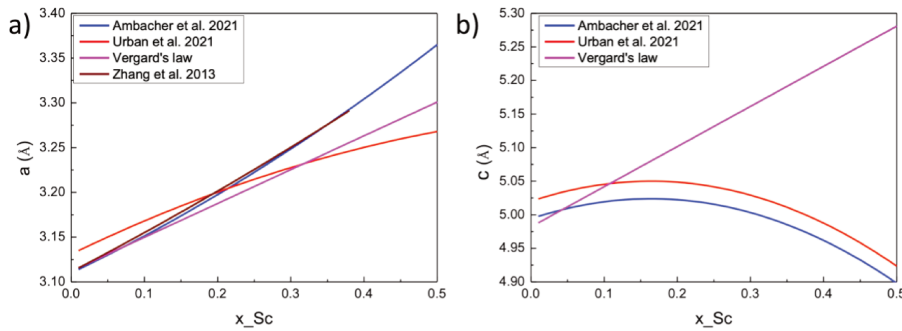 a)
Ambacher et al. 2021
Urban et al. 2021
Vergard's law
Zhang et al. 2013
3.40
3.35
3.30
3.25
3.20
3.15
3.10
a (Å)
0.0 0.1 0.2 0.3 0.4 0.5
x_Sc
b)
Ambacher et al. 2021
Urban et al. 2021
Vergard's law
5.30
5.25
5.20
5.15
5.10
5.05
5.00
4.95
4.90
c (Å)
0.0 0.1 0.2 0.3 0.4 0.5
x_Sc